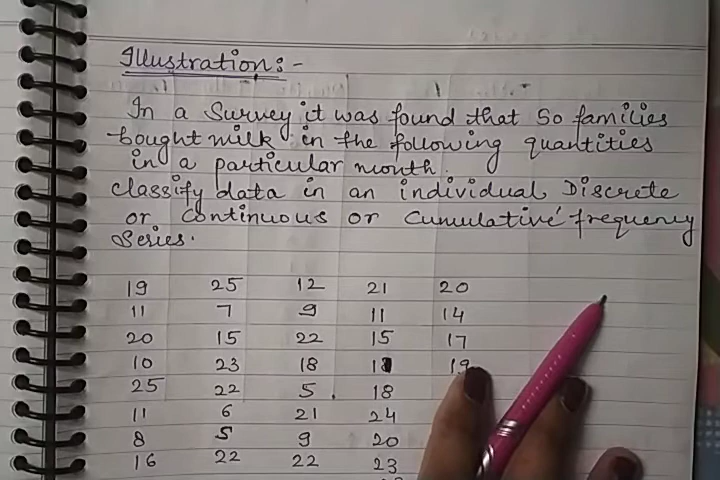 Illustration:-
In a Survey it was found that 50 families
bought milk in the following quantities
in a particular month.
Classify data in an individual Discrete
or Continuous or Cumulative frequency
Series.
19 25 12 21 20
11 7 9 11 14
20 15 22 15 17
10 23 18 19
25 22 5 18
11 6 21 24
8 5 9 20
16 22 22 23